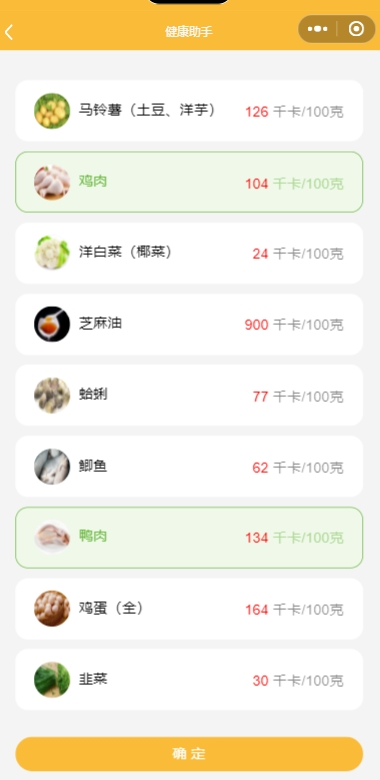 健康助手
马铃薯（土豆、洋芋） 126 千卡/100克
鸡肉 104 千卡/100克
洋白菜（椰菜） 24 千卡/100克
芝麻油 900 千卡/100克
蛤蜊 77 千卡/100克
鲫鱼 62 千卡/100克
鸭肉 134 千卡/100克
鸡蛋（全） 164 千卡/100克
韭菜 30 千卡/100克
确 定